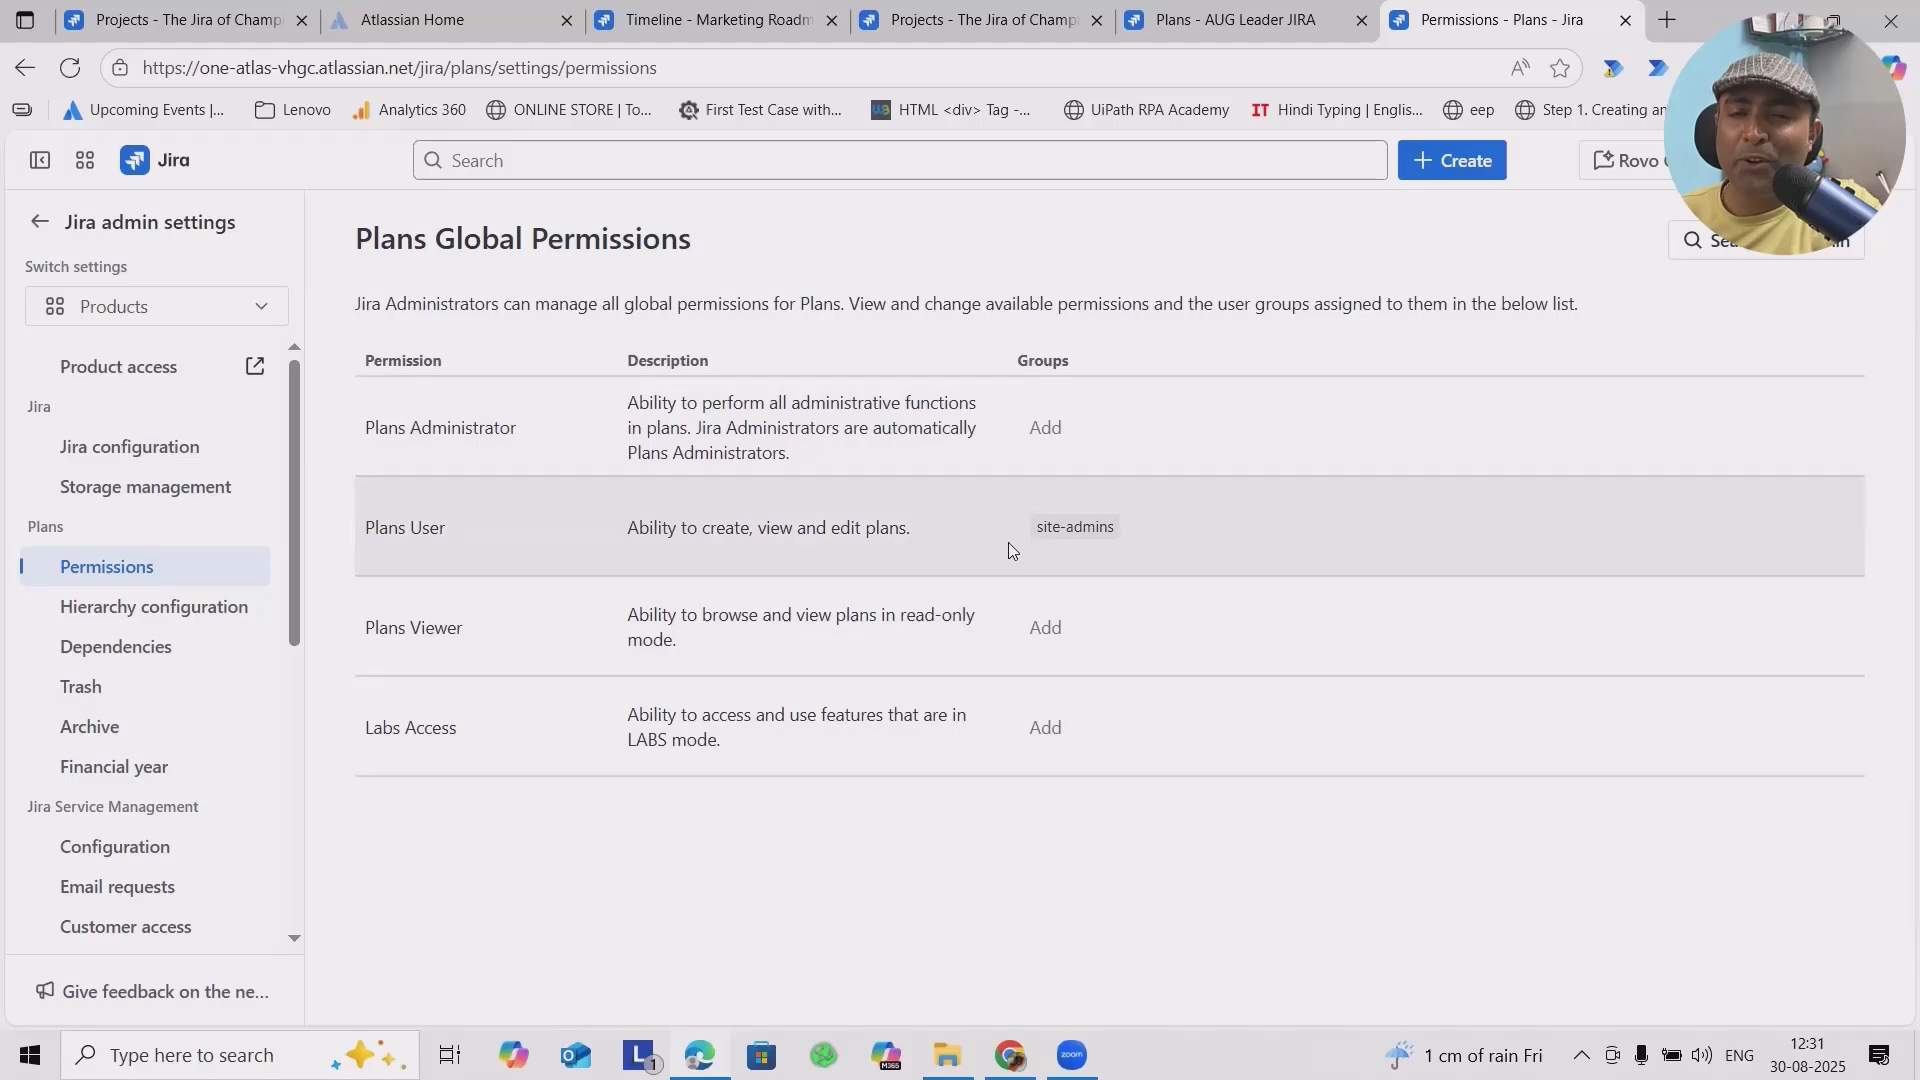 Projects - The Jira of Champ
Atlassian Home
Timeline - Marketing Roadm
Projects - The Jira of Champ
Plans - AUG Leader JIRA
Permissions - Plans - Jira
https://one-atlas-vhgc.atlassian.net/jira/plans/settings/permissions
Upcoming Events |...
Lenovo
Analytics 360
ONLINE STORE | To...
First Test Case with...
HTML <div> Tag -...
UiPath RPA Academy
IT Hindi Typing | Englis...
eep
Step 1. Creating an
Jira
Search
Create
Rovo
Jira admin settings
Switch settings
Products
Product access
Jira
Jira configuration
Storage management
Plans
Permissions
Hierarchy configuration
Dependencies
Trash
Archive
Financial year
Jira Service Management
Configuration
Email requests
Customer access
Give feedback on the ne...
Plans Global Permissions
Jira Administrators can manage all global permissions for Plans. View and change available permissions and the user groups assigned to them in the below list.
Permission Description Groups
Plans Administrator
Ability to perform all administrative functions
in plans. Jira Administrators are automatically
Plans Administrators.
Add
Plans User
Ability to create, view and edit plans.
site-admins
Plans Viewer
Ability to browse and view plans in read-only
mode.
Add
Labs Access
Ability to access and use features that are in
LABS mode.
Add
Type here to search
L
1
M365
zoom
1 cm of rain Fri
ENG
12:31
30-08-2025